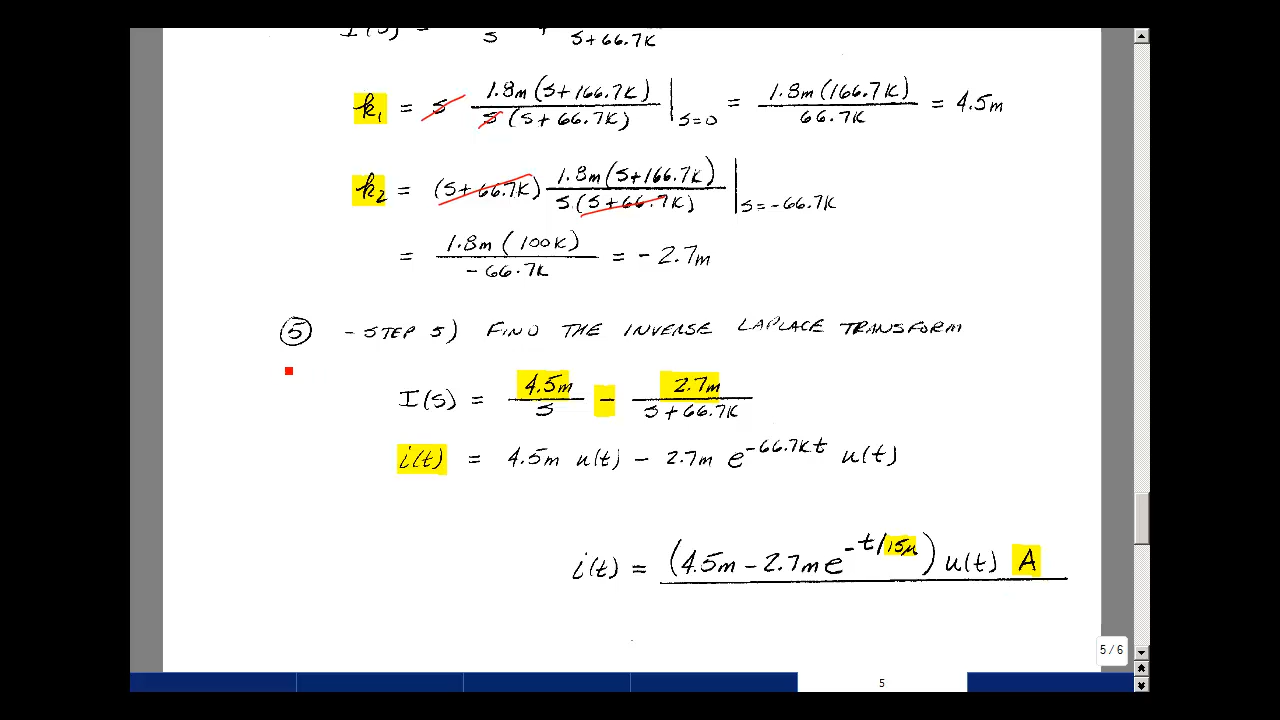 I(S) = S + S+66.7K
k1 = S 1.8m(S+166.7K) / S(S+66.7K) | S=0 = 1.8m(166.7K) / 66.7K = 4.5m
k2 = (S+66.7K) 1.8m(S+166.7K) / S(S+66.7K) | S=-66.7K
= 1.8m(100K) / -66.7K = -2.7m
⑤ - STEP 5) FIND THE INVERSE LAPLACE TRANSFORM
I(S) = 4.5m / S - 2.7m / S+66.7K
i(t) = 4.5m u(t) - 2.7m e^-66.7Kt u(t)
i(t) = (4.5m - 2.7m e^-t/15μ) u(t) A
5 / 6
5